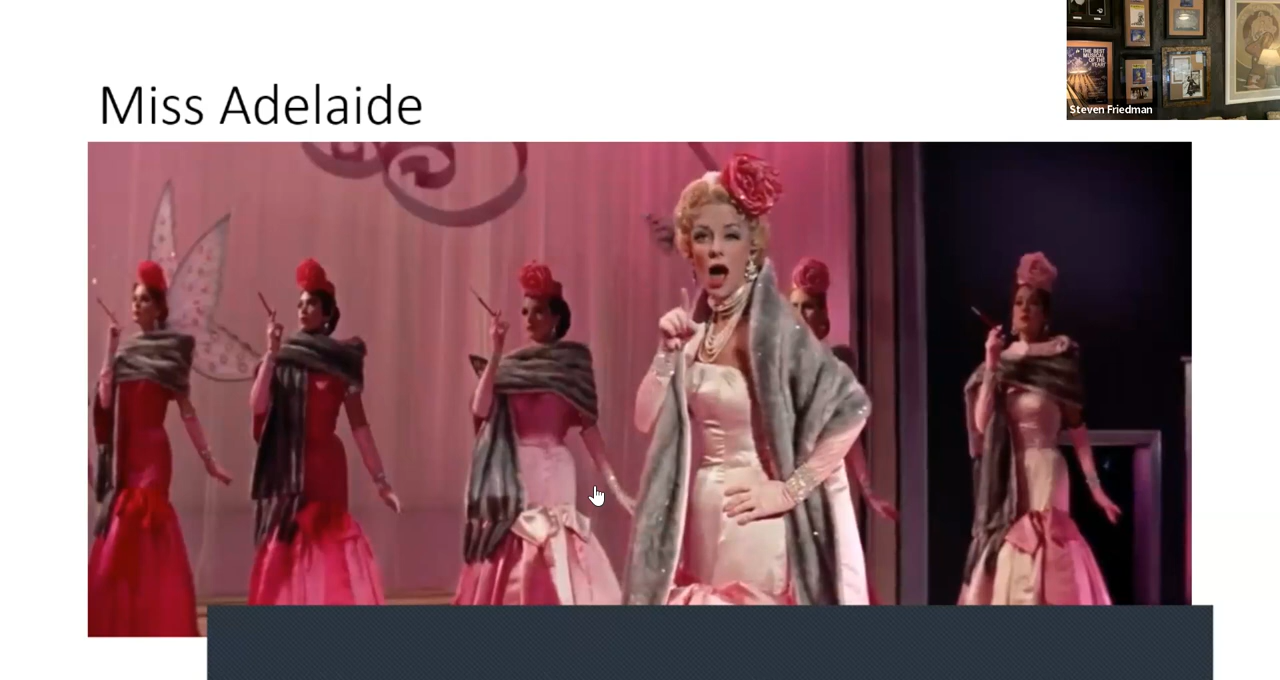 Miss Adelaide
THE BEST
MUSICAL
OF THE
YEAR!
Steven Friedman